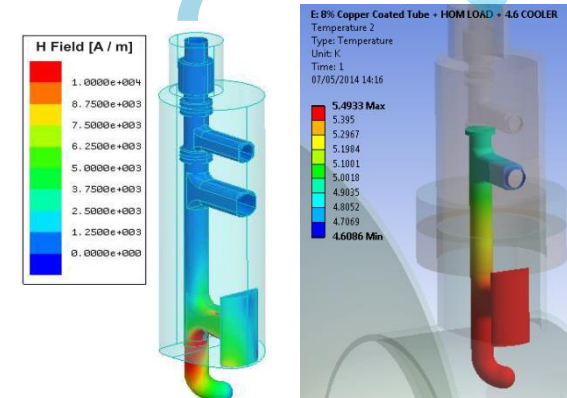 H Field [A / m]
1.0000e+004
8.7500e+003
7.5000e+003
6.2500e+003
5.0000e+003
3.7500e+003
2.5000e+003
1.2500e+003
0.0000e+000
E: 8% Copper Coated Tube + HOM LOAD + 4.6 COOLER
Temperature 2
Type: Temperature
Unit: K
Time: 1
07/05/2014 14:16
5.4933 Max
5.395
5.2967
5.1984
5.1001
5.0018
4.9035
4.8052
4.7069
4.6086 Min